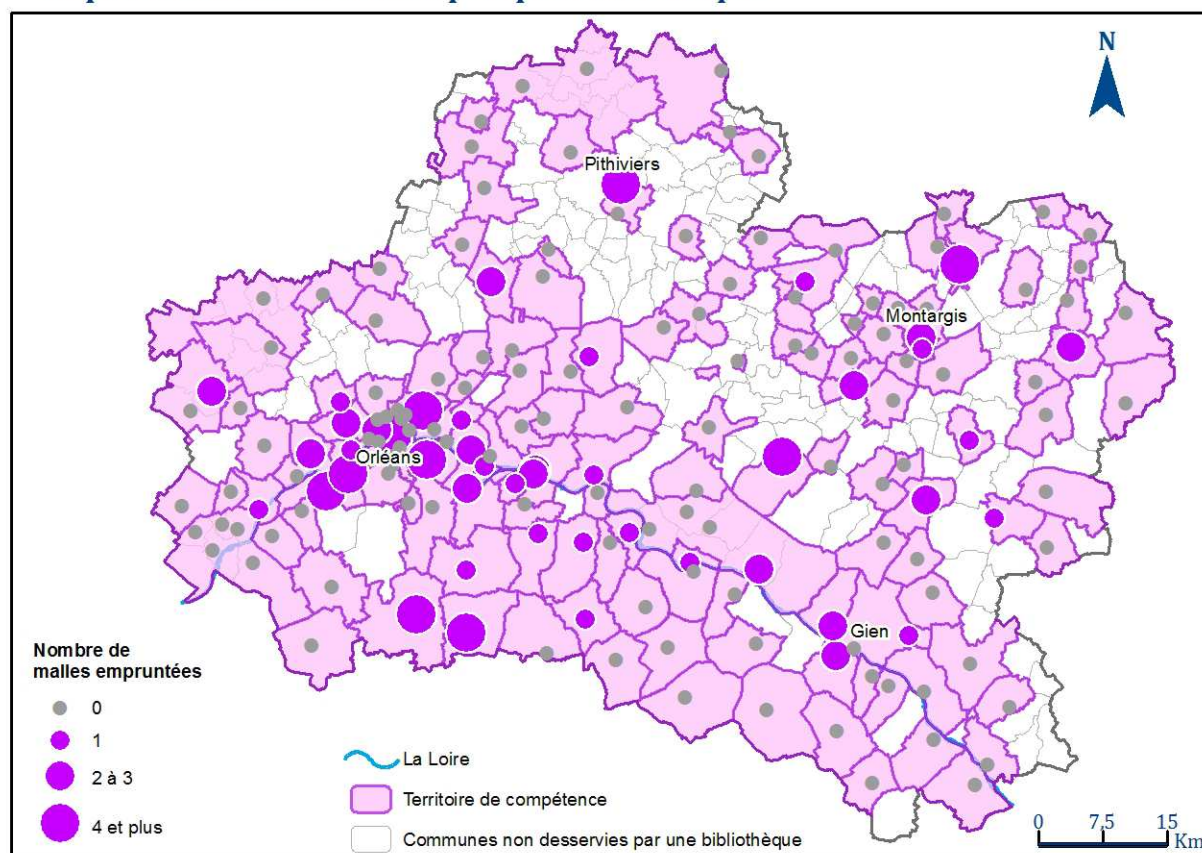 N
Pithiviers
Montargis
Orléans
Gien
Nombre de
malles empruntées
0
1
2 à 3
4 et plus
La Loire
Territoire de compétence
Communes non desservies par une bibliothèque
0 7,5 15
Km